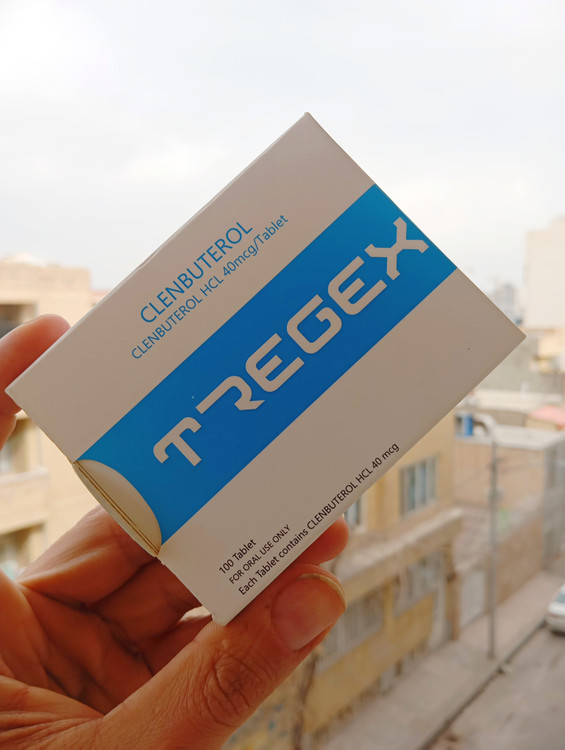 CLENBUTEROL
CLENBUTEROL HCL 40mcg/Tablet
TREGEX
100 Tablet
FOR ORAL USE ONLY
Each Tablet contains CLENBUTEROL HCL 40 mcg